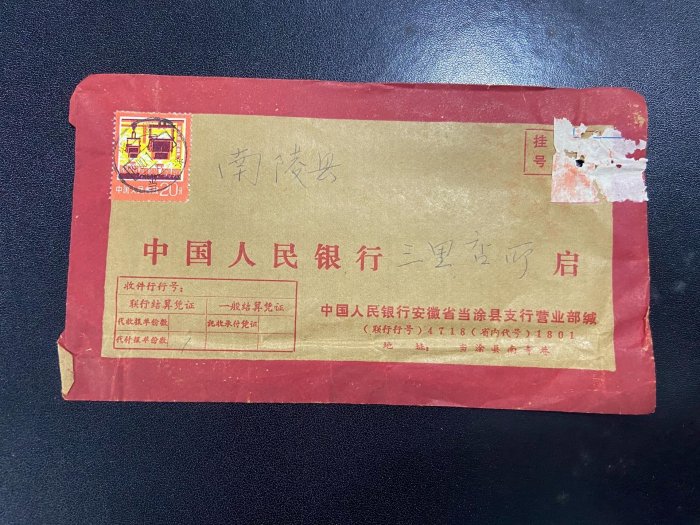 中国人民邮政 20分
挂号
南陵县
中国人民银行 三里店所 启
收件行行号:
联行结算凭证 一般结算凭证
代收报单份数 托收承付凭证
代付报单份数
中国人民银行安徽省当涂县支行营业部缄
(联行行号)4718(省内代号)1801
地 址: 当涂县南寺巷